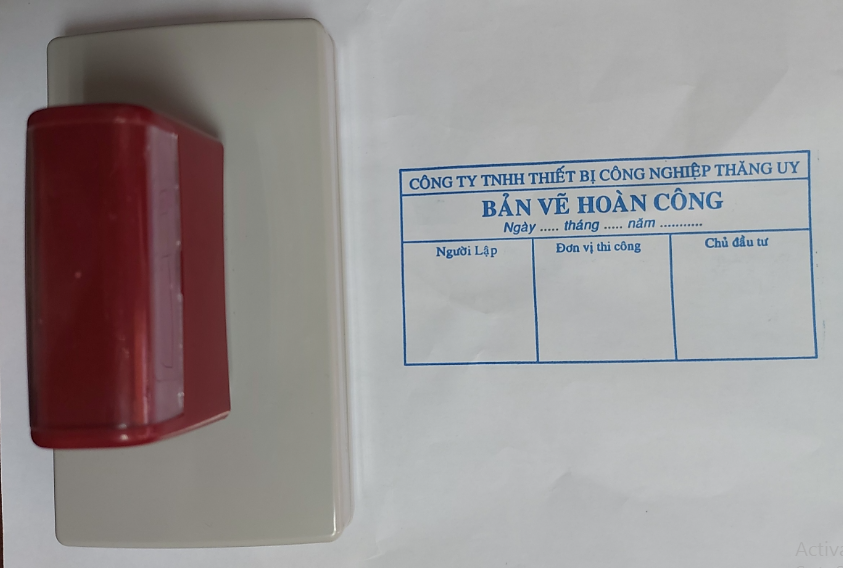 CÔNG TY TNHH THIẾT BỊ CÔNG NGHIỆP THĂNG UY
BẢN VẼ HOÀN CÔNG
Ngày ..... tháng ..... năm ...........
Người Lập
Đơn vị thi công
Chủ đầu tư
Activa